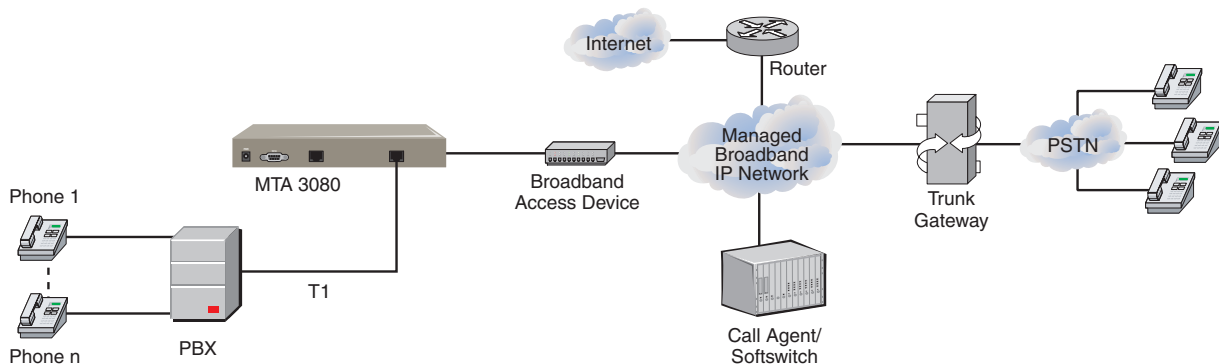 Internet
Router
Managed
Broadband
IP Network
PSTN
MTA 3080
Broadband
Access Device
Trunk
Gateway
Phone 1
T1
Call Agent/
Softswitch
PBX
Phone n